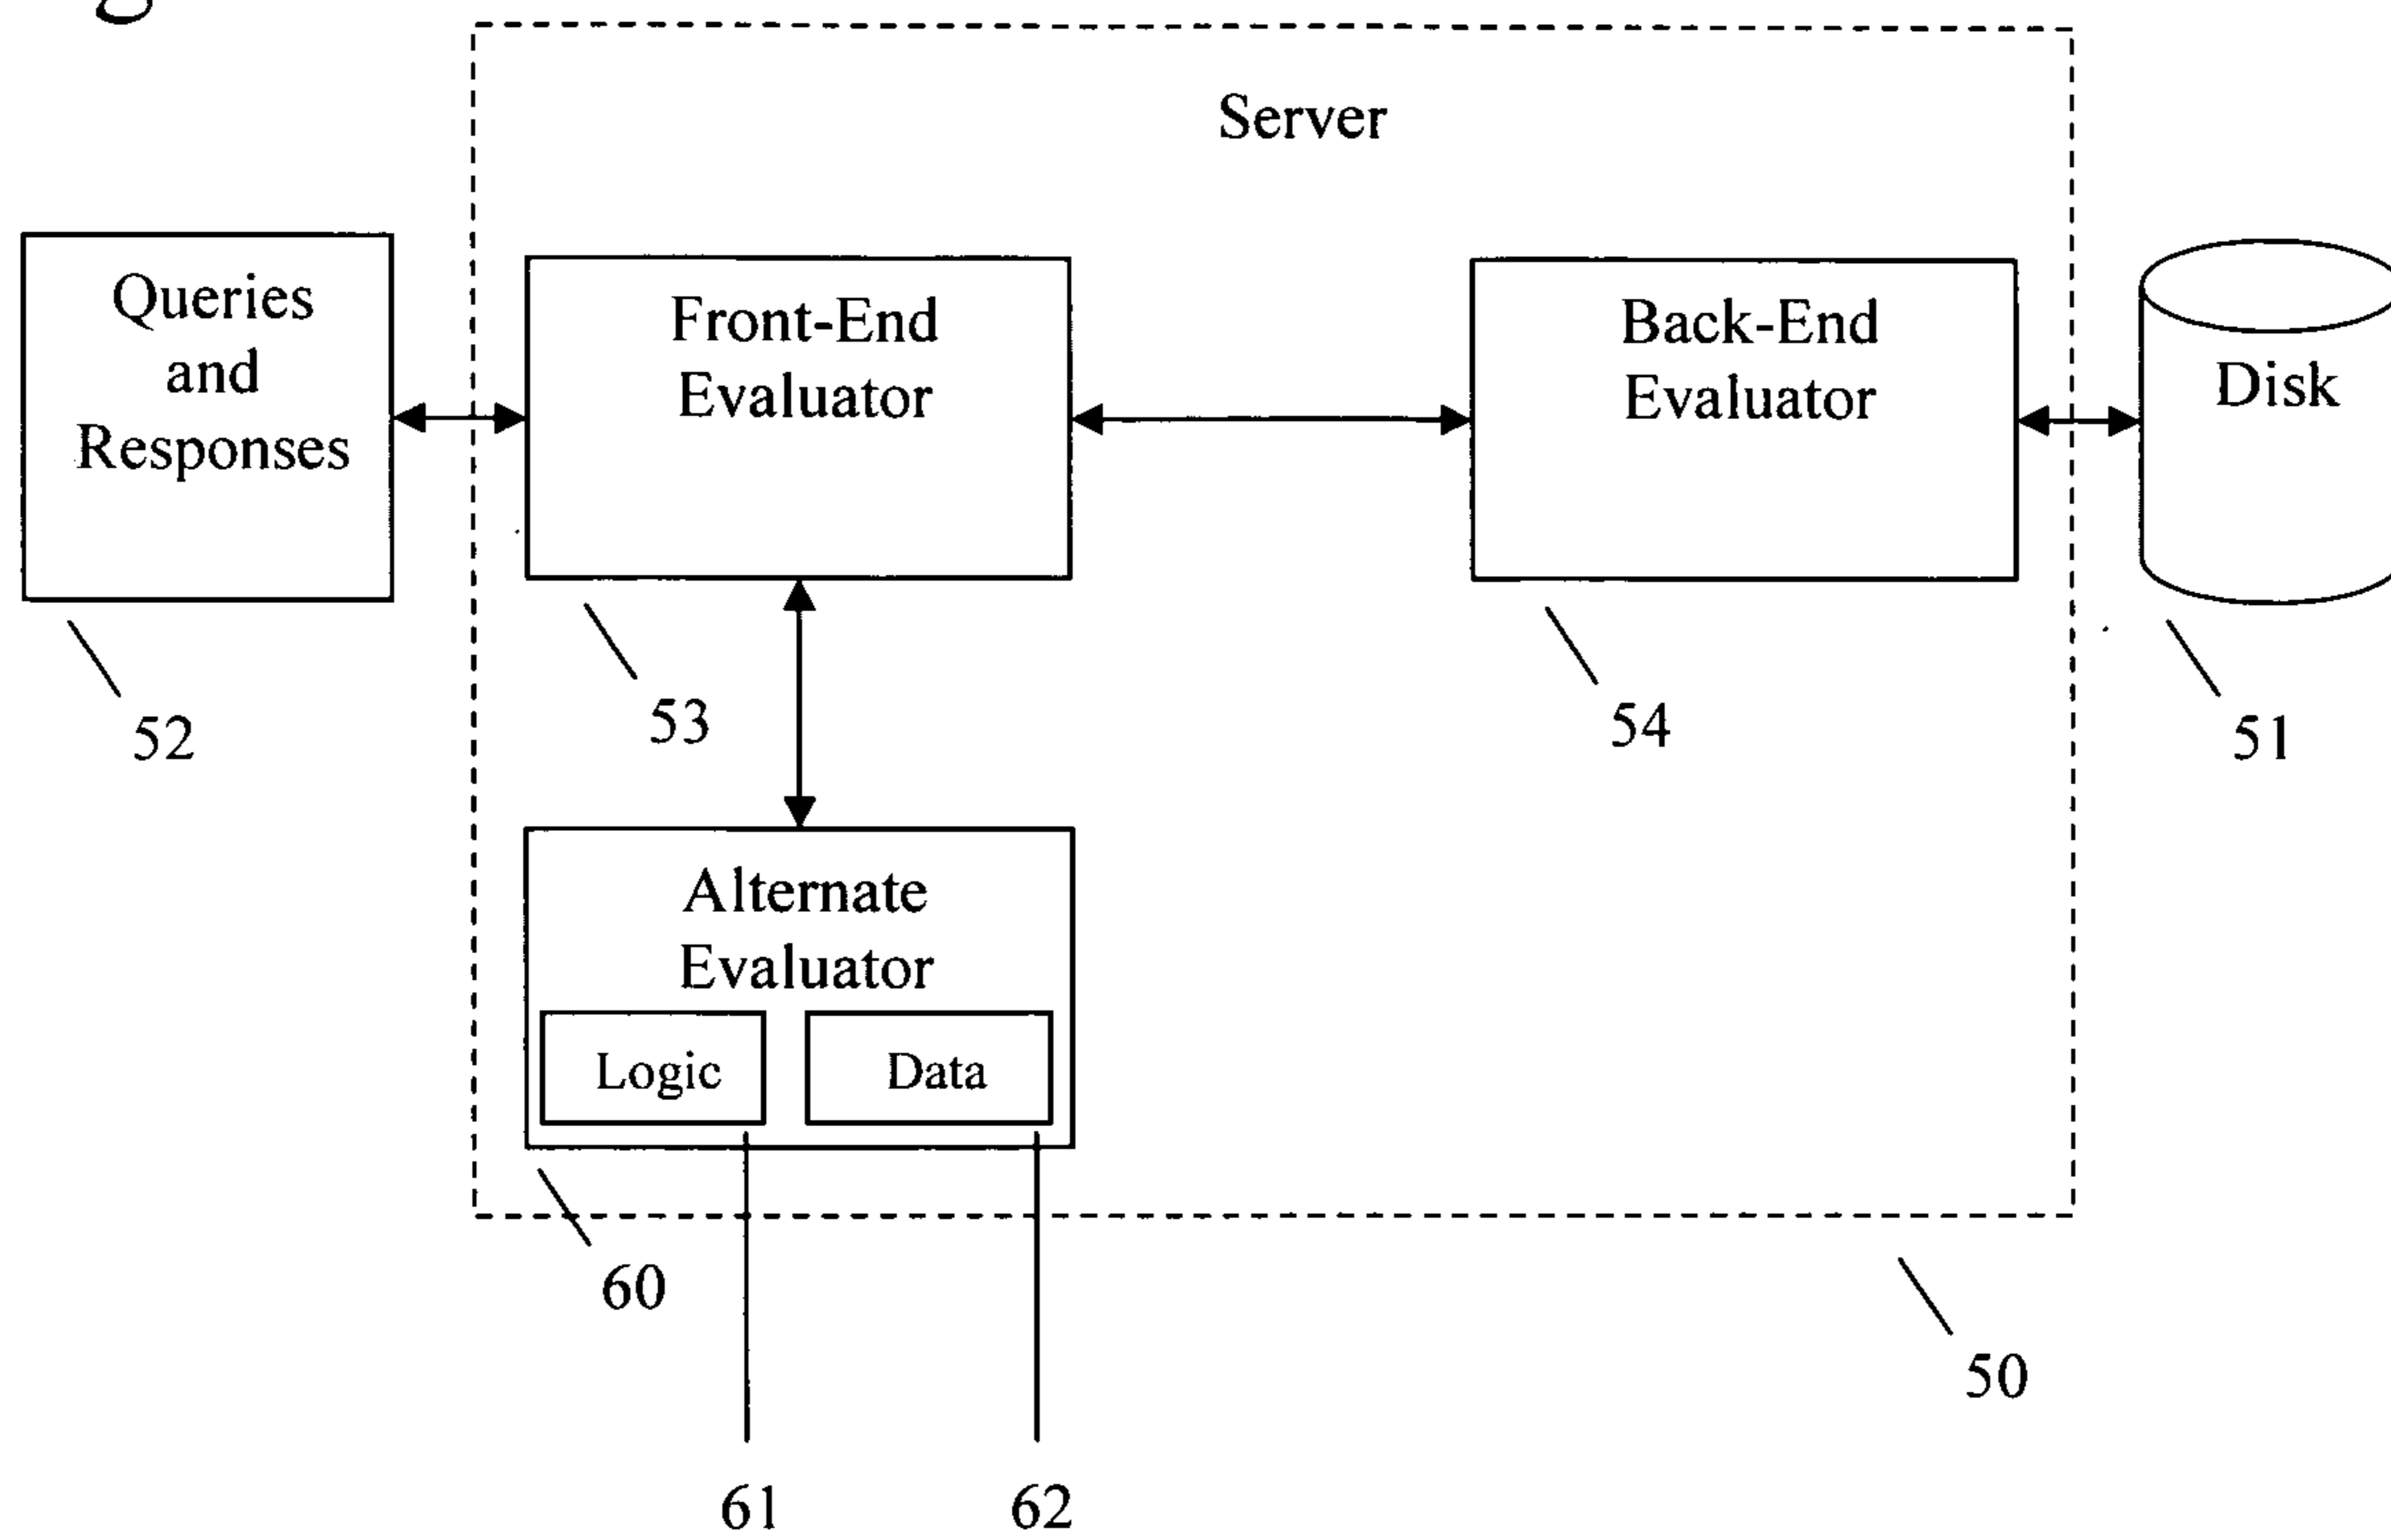 Server
Queries
and
Responses
Front-End
Evaluator
Back-End
Evaluator
Disk
52
53
54
51
Alternate
Evaluator
Logic
Data
60
50
61
62